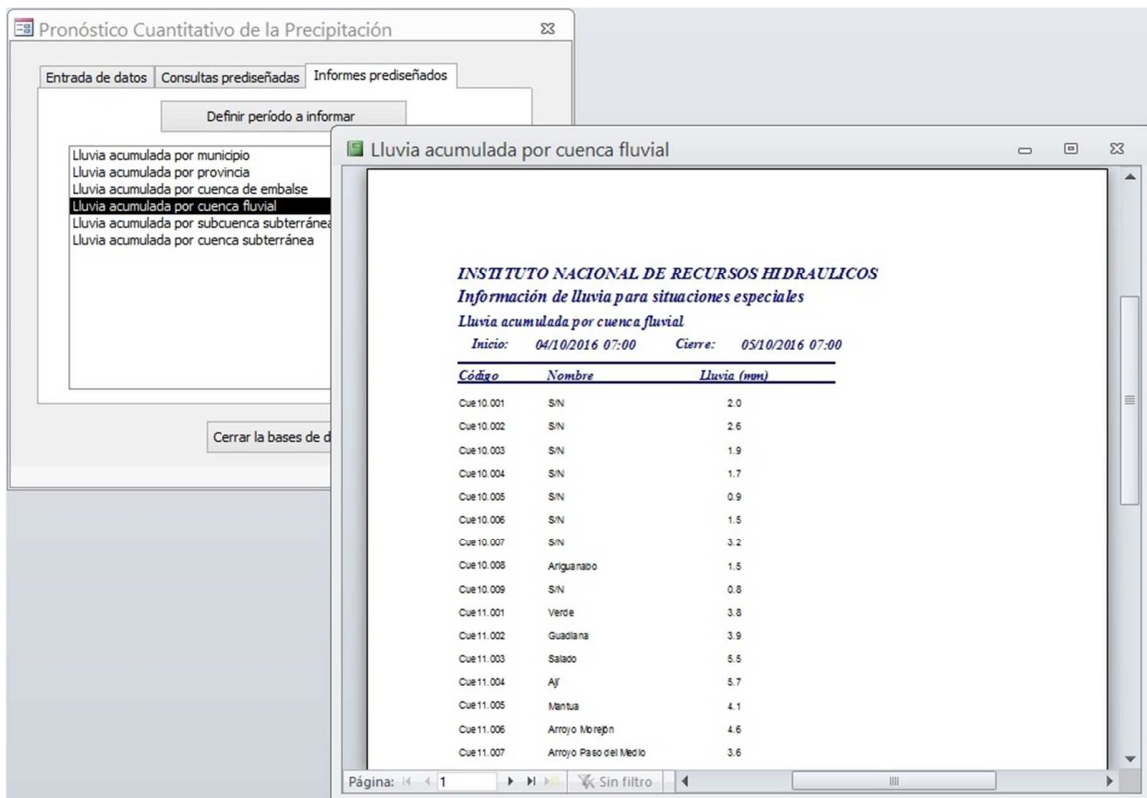 Pronóstico Cuantitativo de la Precipitación
Entrada de datos Consultas prediseñadas Informes prediseñados
Definir período a informar
Lluvia acumulada por municipio
Lluvia acumulada por provincia
Lluvia acumulada por cuenca de embalse
Lluvia acumulada por cuenca fluvial
Lluvia acumulada por subcuenca subterránea
Lluvia acumulada por cuenca subterránea
Cerrar la bases de d
Lluvia acumulada por cuenca fluvial
INSTITUTO NACIONAL DE RECURSOS HIDRAULICOS
Información de lluvia para situaciones especiales
Lluvia acumulada por cuenca fluvial
Inicio: 04/10/2016 07:00 Cierre: 05/10/2016 07:00
Código Nombre Lluvia (mm)
Cue10.001 S/N 2.0
Cue10.002 S/N 2.6
Cue10.003 S/N 1.9
Cue10.004 S/N 1.7
Cue10.005 S/N 0.9
Cue10.006 S/N 1.5
Cue10.007 S/N 3.2
Cue10.008 Ariguanabo 1.5
Cue10.009 S/N 0.8
Cue11.001 Verde 3.8
Cue11.002 Guadiana 3.9
Cue11.003 Salado 5.5
Cue11.004 Ají 5.7
Cue11.005 Mantua 4.1
Cue11.006 Arroyo Morejón 4.6
Cue11.007 Arroyo Paso del Medio 3.6
Página: 1 Sin filtro